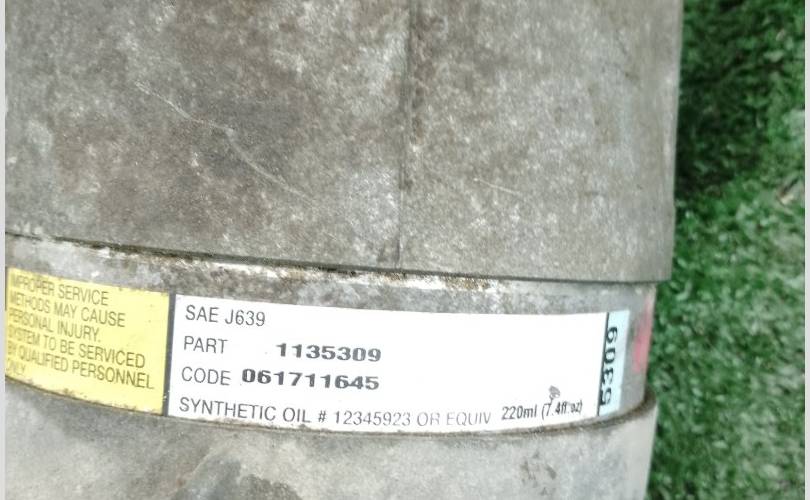 IMPROPER SERVICE
METHODS MAY CAUSE
PERSONAL INJURY.
SYSTEM TO BE SERVICED
BY QUALIFIED PERSONNEL
ONLY
SAE J639
PART 1135309
CODE 061711645
SYNTHETIC OIL # 12345923 OR EQUIV 220ml (7.4fl oz)
5309